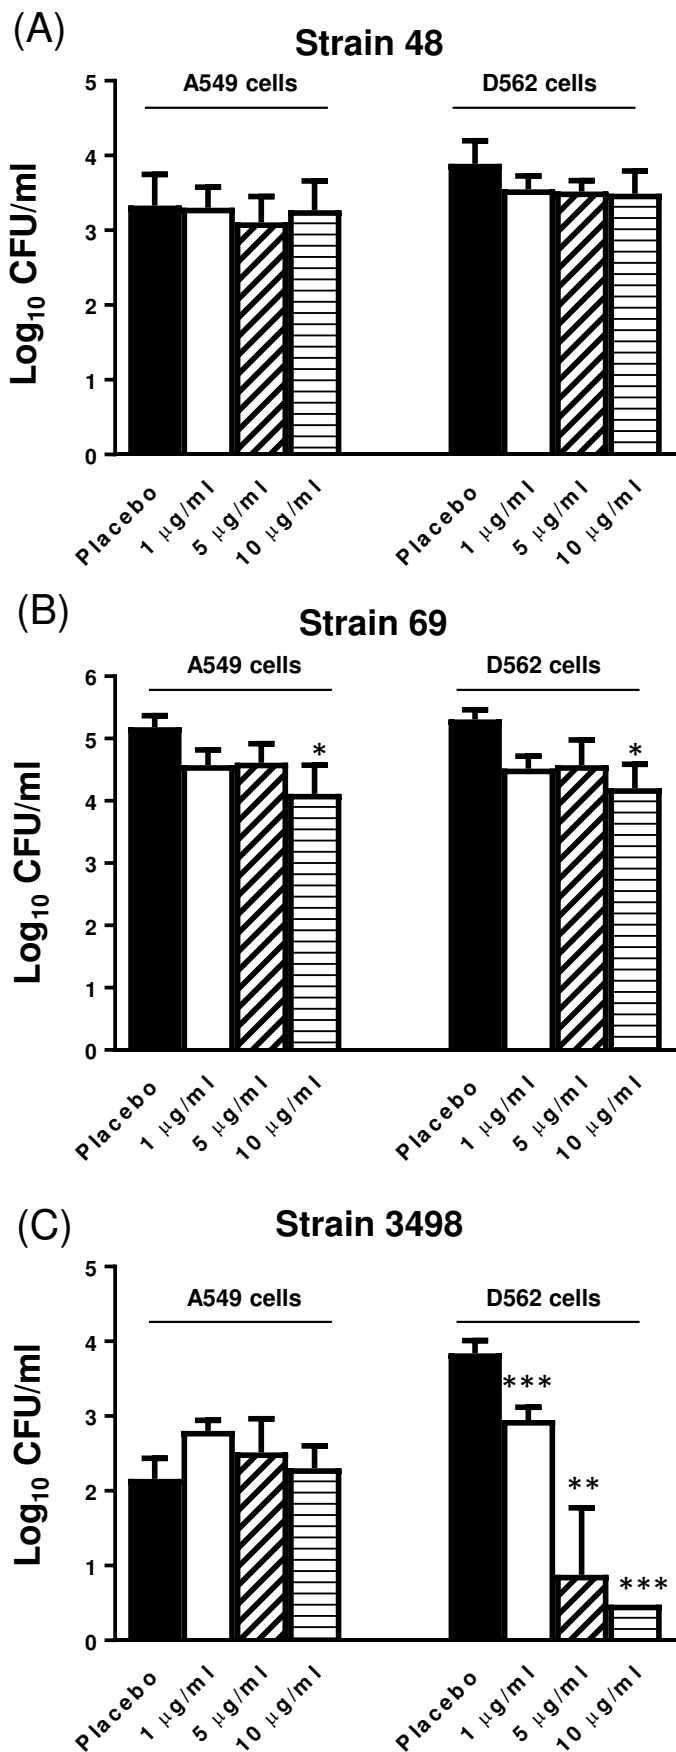 (A)
Strain 48
A549 cells
D562 cells
Log10 CFU/ml
5
4
3
2
1
0
Placebo
1 µg/ml
5 µg/ml
10 µg/ml
Placebo
1 µg/ml
5 µg/ml
10 µg/ml
(B)
Strain 69
A549 cells
D562 cells
Log10 CFU/ml
6
5
4
3
2
1
0
*
*
Placebo
1 µg/ml
5 µg/ml
10 µg/ml
Placebo
1 µg/ml
5 µg/ml
10 µg/ml
(C)
Strain 3498
A549 cells
D562 cells
Log10 CFU/ml
5
4
3
2
1
0
***
**
***
Placebo
1 µg/ml
5 µg/ml
10 µg/ml
Placebo
1 µg/ml
5 µg/ml
10 µg/ml